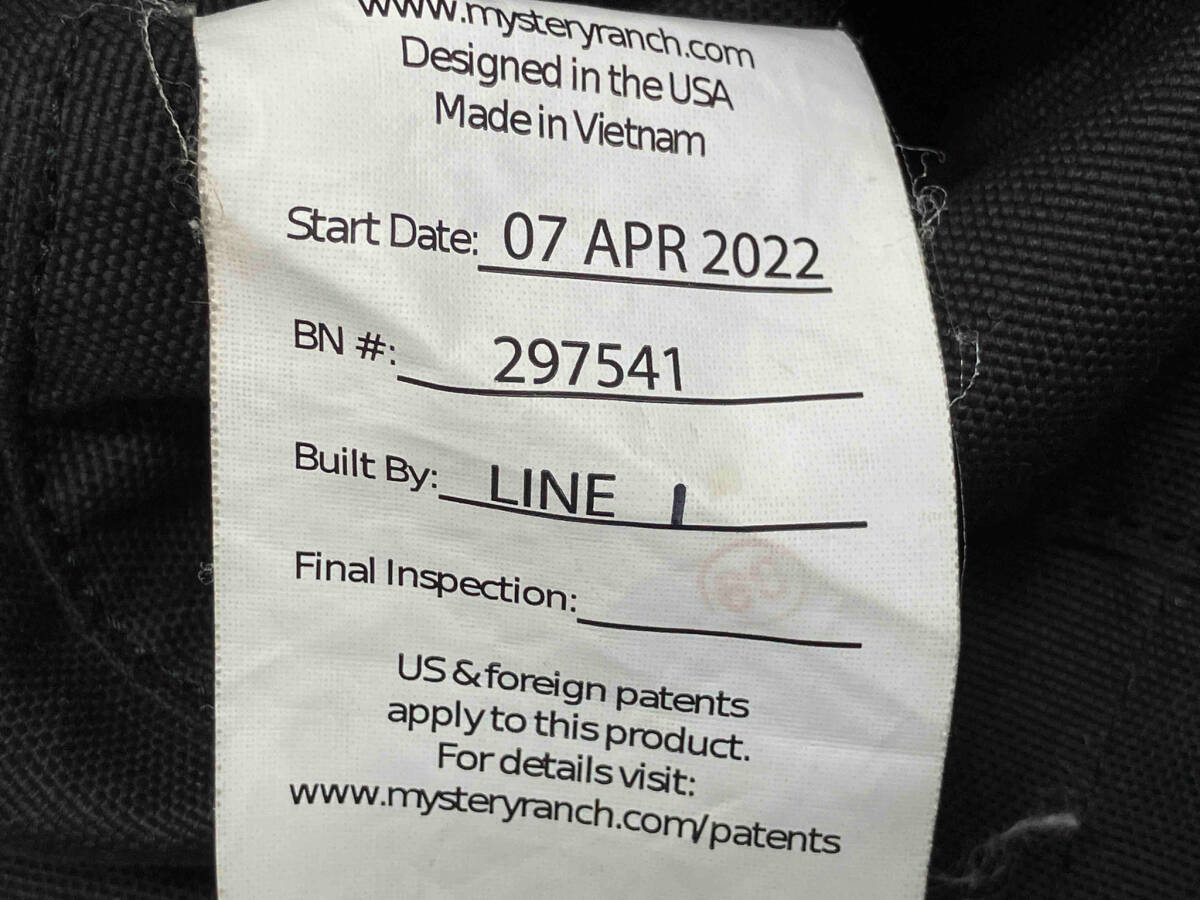 www.mysteryranch.com
Designed in the USA
Made in Vietnam
Start Date: 07 APR 2022
BN #: 297541
Built By: LINE 1
Final Inspection:
US & foreign patents
apply to this product.
For details visit:
www.mysteryranch.com/patents